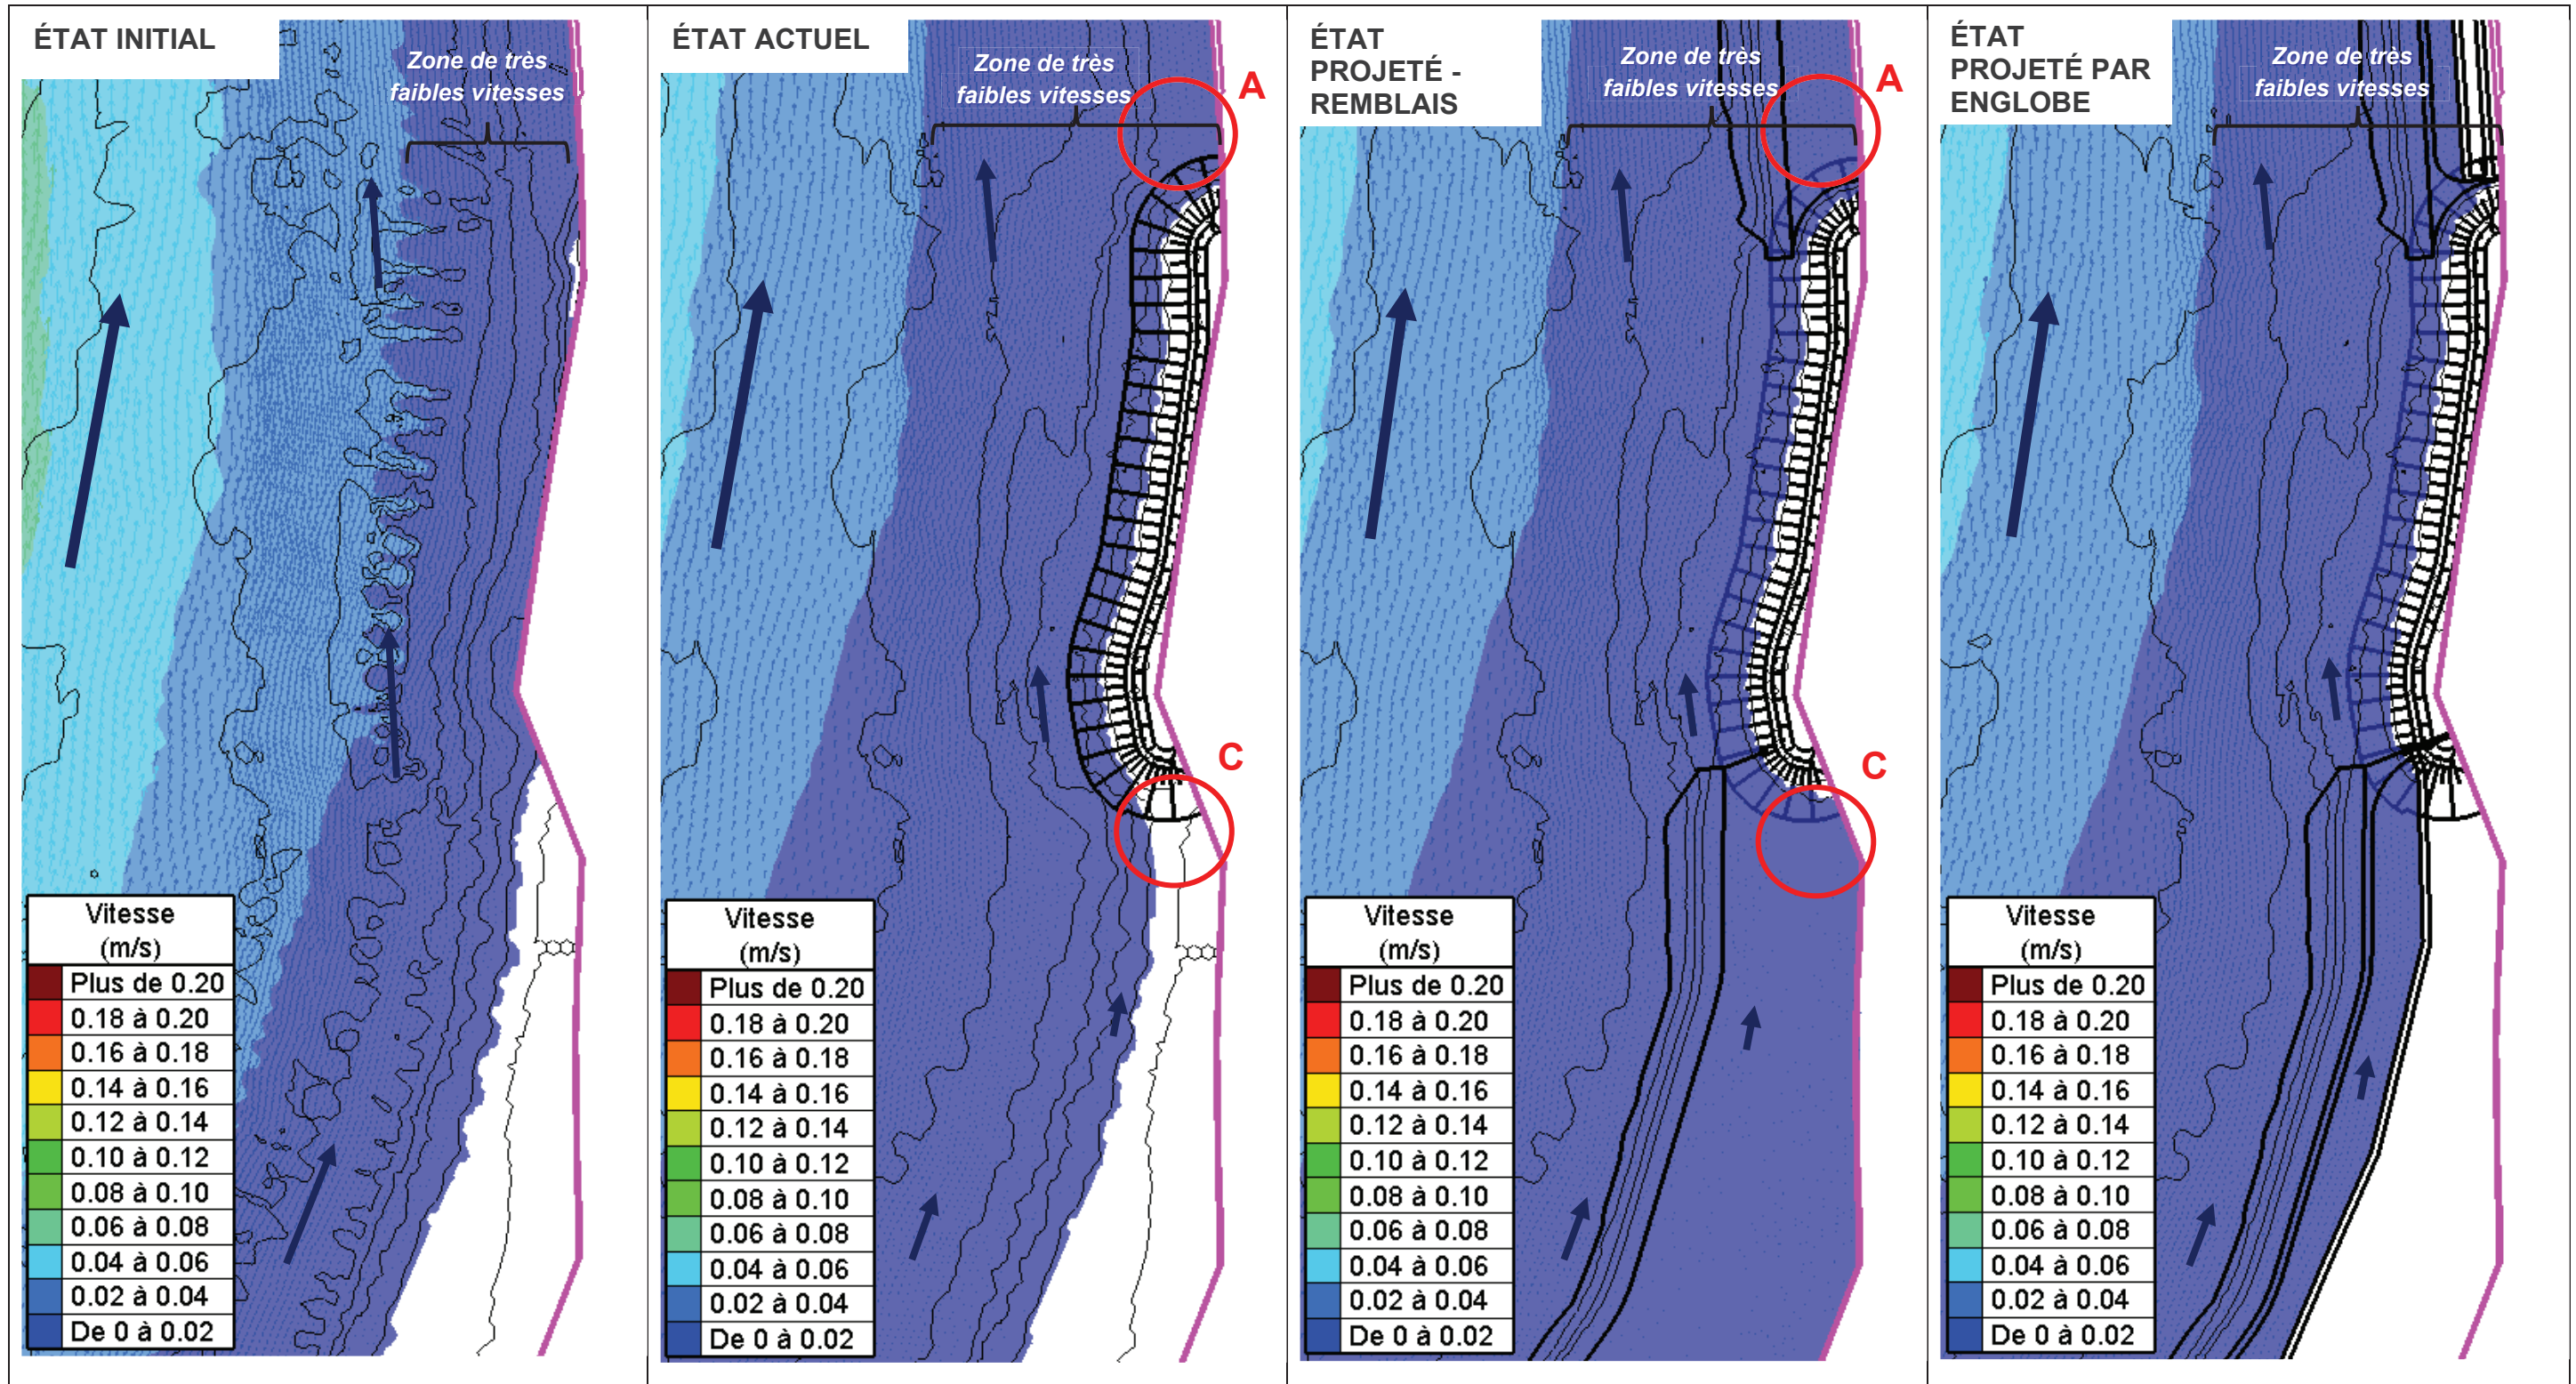 ÉTAT INITIAL
Zone de très
faibles vitesses
Vitesse
(m/s)
Plus de 0.20
0.18 à 0.20
0.16 à 0.18
0.14 à 0.16
0.12 à 0.14
0.10 à 0.12
0.08 à 0.10
0.06 à 0.08
0.04 à 0.06
0.02 à 0.04
De 0 à 0.02
ÉTAT ACTUEL
Zone de très
faibles vitesses
A
C
Vitesse
(m/s)
Plus de 0.20
0.18 à 0.20
0.16 à 0.18
0.14 à 0.16
0.12 à 0.14
0.10 à 0.12
0.08 à 0.10
0.06 à 0.08
0.04 à 0.06
0.02 à 0.04
De 0 à 0.02
ÉTAT
PROJETÉ -
REMBLAIS
Zone de très
faibles vitesses
A
C
Vitesse
(m/s)
Plus de 0.20
0.18 à 0.20
0.16 à 0.18
0.14 à 0.16
0.12 à 0.14
0.10 à 0.12
0.08 à 0.10
0.06 à 0.08
0.04 à 0.06
0.02 à 0.04
De 0 à 0.02
ÉTAT
PROJETÉ PAR
ENGLOBE
Zone de très
faibles vitesses
Vitesse
(m/s)
Plus de 0.20
0.18 à 0.20
0.16 à 0.18
0.14 à 0.16
0.12 à 0.14
0.10 à 0.12
0.08 à 0.10
0.06 à 0.08
0.04 à 0.06
0.02 à 0.04
De 0 à 0.02